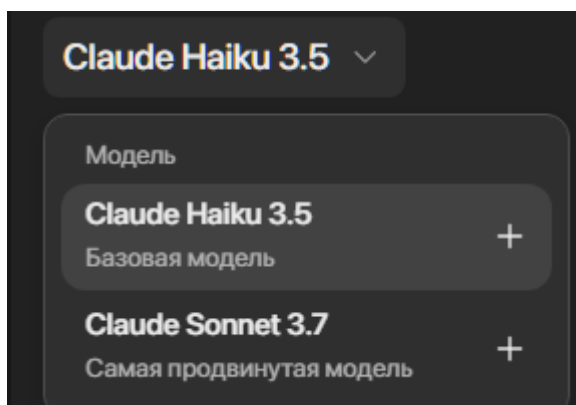 Claude Haiku 3.5
Модель
Claude Haiku 3.5
Базовая модель
Claude Sonnet 3.7
Самая продвинутая модель